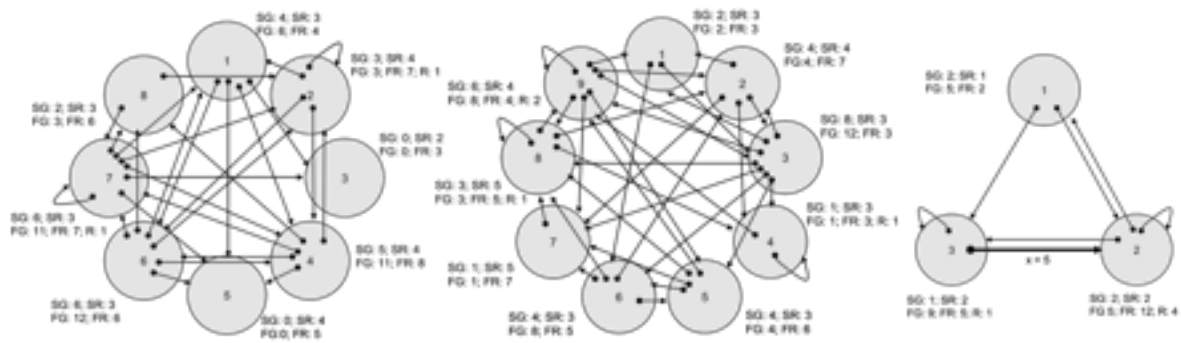 SG: 4; SR: 3
FG: 6; FR: 4
1
SG: 3; SR: 4
FG: 3; FR: 7; R: 1
2
SG: 0; SR: 2
FG: 0; FR: 3
3
SG: 5; SR: 4
FG: 11; FR: 8
4
SG: 0; SR: 4
FG:0; FR: 5
5
SG: 6; SR: 3
FG: 12; FR: 6
6
SG: 6; SR: 3
FG: 11; FR: 7; R: 1
7
SG: 2; SR: 3
FG: 3; FR: 6
8
SG: 2; SR: 3
FG: 2; FR: 3
1
SG: 4; SR: 4
FG:4; FR: 7
2
SG: 8; SR: 3
FG: 12; FR: 3
3
SG: 1; SR: 3
FG: 1; FR: 3; R: 1
4
SG: 4; SR: 3
FG: 4; FR: 6
5
SG: 4; SR: 3
FG: 8; FR: 5
6
SG: 1; SR: 5
FG: 1; FR: 7
7
SG: 3; SR: 5
FG: 3; FR: 5; R: 1
8
SG: 6; SR: 4
FG: 8; FR: 4; R: 2
9
SG: 2; SR: 1
FG: 5; FR: 2
1
3
x = 5
2
SG: 1; SR: 2
FG: 9; FR: 5; R: 1
SG: 2; SR: 2
FG 5; FR: 12; R: 4